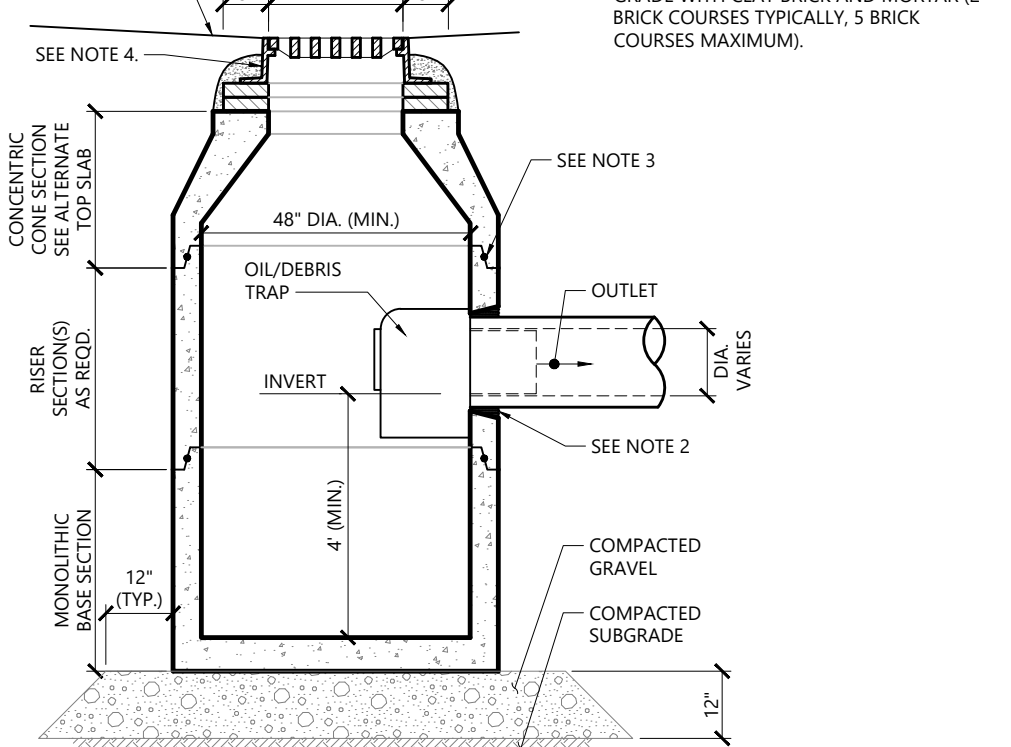 GRADE WITH CLAY BRICK AND MORTAR (2
BRICK COURSES TYPICALLY, 5 BRICK
COURSES MAXIMUM).
SEE NOTE 4.
CONCENTRIC
CONE SECTION
SEE ALTERNATE
TOP SLAB
SEE NOTE 3
48" DIA. (MIN.)
OIL/DEBRIS
TRAP
OUTLET
RISER
SECTION(S)
AS REQD.
INVERT
DIA.
VARIES
SEE NOTE 2
4' (MIN.)
MONOLITHIC
BASE SECTION
12"
(TYP.)
COMPACTED
GRAVEL
COMPACTED
SUBGRADE
12"